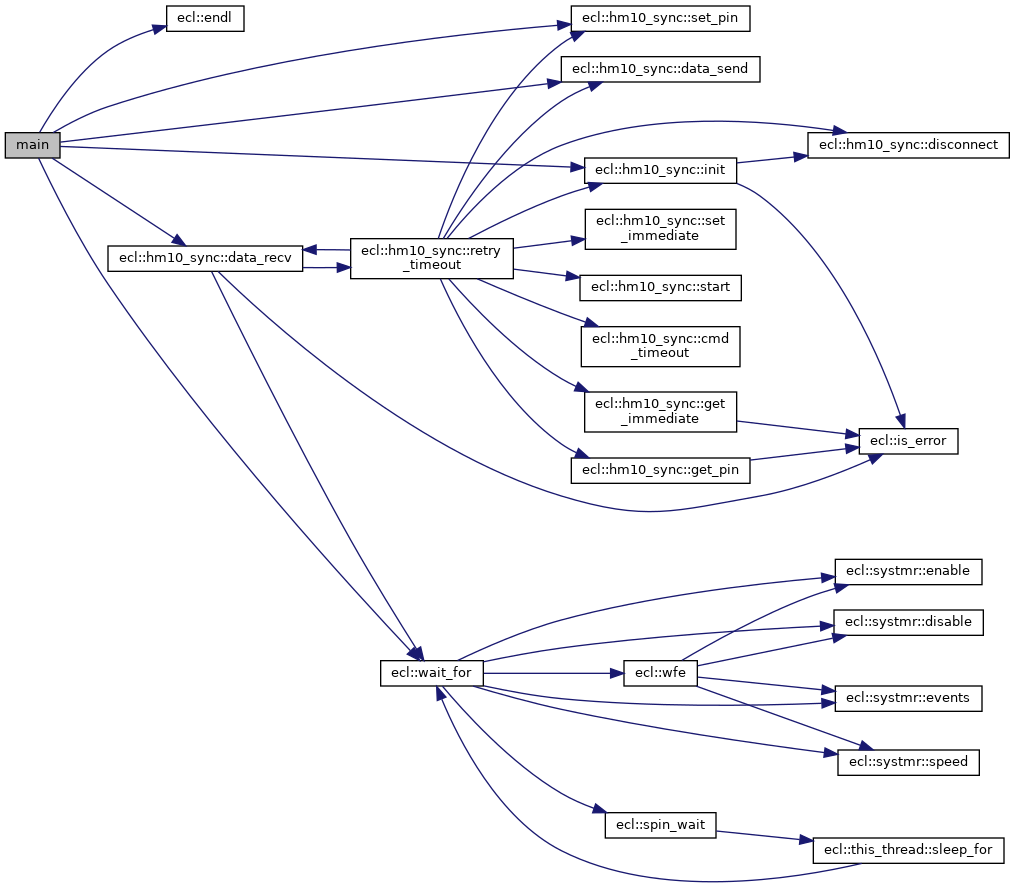 ecl::endl
ecl::hm10_sync::set_pin
ecl::hm10_sync::data_send
main
ecl::hm10_sync::disconnect
ecl::hm10_sync::init
ecl::hm10_sync::set
_immediate
ecl::hm10_sync::data_recv
ecl::hm10_sync::retry
_timeout
ecl::hm10_sync::start
ecl::hm10_sync::cmd
_timeout
ecl::hm10_sync::get
_immediate
ecl::is_error
ecl::hm10_sync::get_pin
ecl::systmr::enable
ecl::systmr::disable
ecl::wait_for
ecl::wfe
ecl::systmr::events
ecl::systmr::speed
ecl::spin_wait
ecl::this_thread::sleep_for